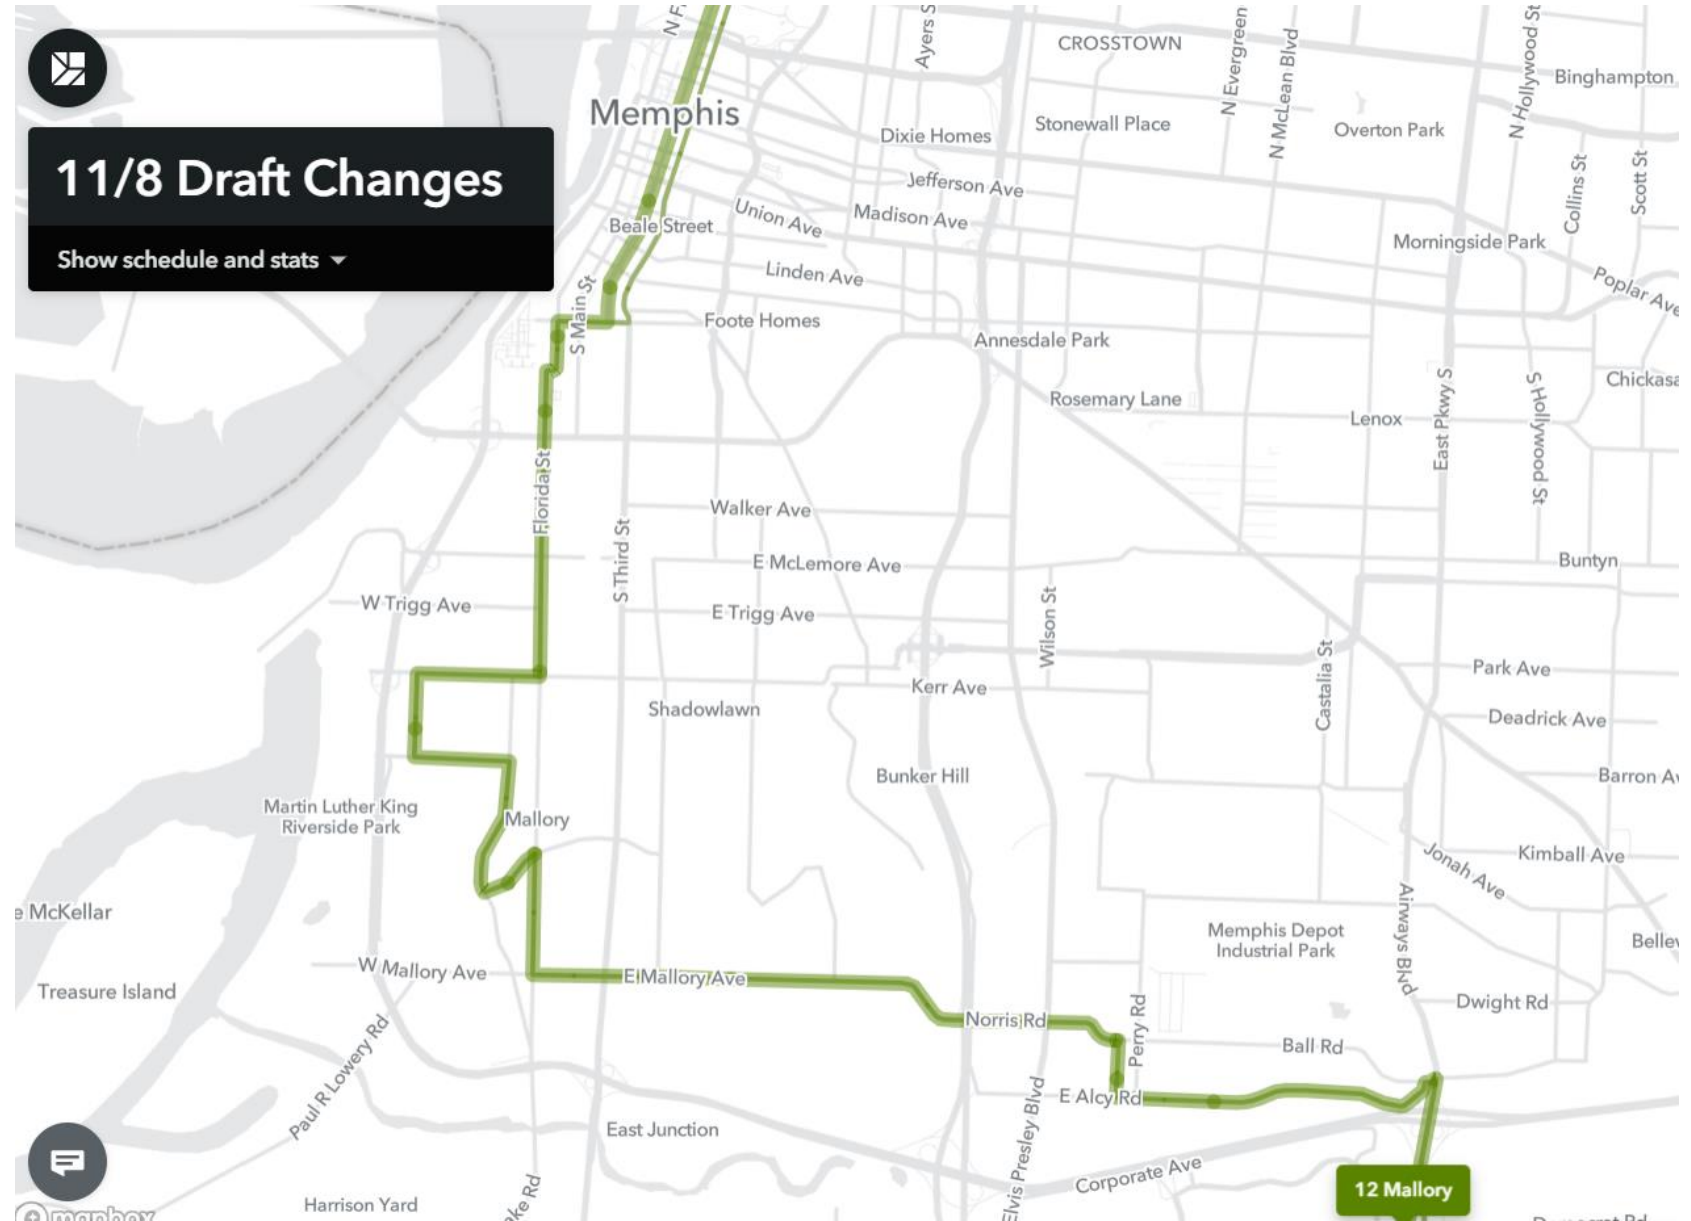 N F
Ayers S
CROSSTOWN
N Evergreen
N McLean Blvd
N Hollywood St
Binghampton
Memphis
Dixie Homes
Stonewall Place
Overton Park
11/8 Draft Changes
Jefferson Ave
Collins St
Scott St
Beale Street
Union Ave
Madison Ave
Morningside Park
Show schedule and stats
Linden Ave
Poplar Ave
S Main St
Foote Homes
Annesdale Park
Chickasa
Rosemary Lane
Lenox
East Pkwy S
S Hollywood St
Florida St
Walker Ave
S Third St
E McLemore Ave
Buntyn
W Trigg Ave
E Trigg Ave
Wilson St
Castalia St
Park Ave
Kerr Ave
Shadowlawn
Deadrick Ave
Bunker Hill
Barron Av
Martin Luther King
Riverside Park
Mallory
Jonah Ave
Kimball Ave
e McKellar
Airways Blvd
Memphis Depot
Industrial Park
Bellev
W Mallory Ave
E Mallory Ave
Treasure Island
Dwight Rd
Norris Rd
Perry Rd
Ball Rd
Paul R Lowery Rd
E Alcy Rd
Elvis Presley Blvd
East Junction
Corporate Ave
12 Mallory
Harrison Yard
ke Rd
mapbox